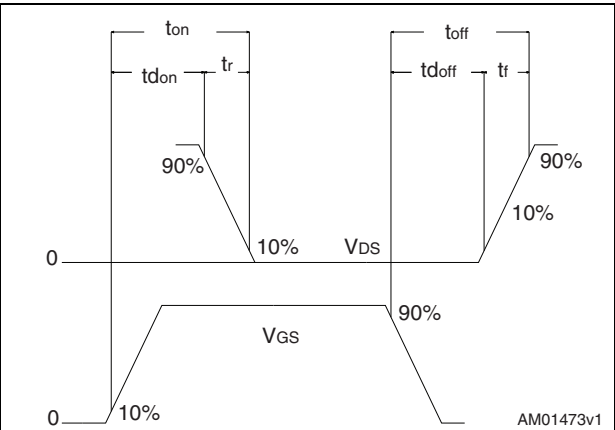 ton toff
tdon tr tdoff tf
90% 90%
10%
10% VDS
0
90%
VGS
0 10%
AM01473v1